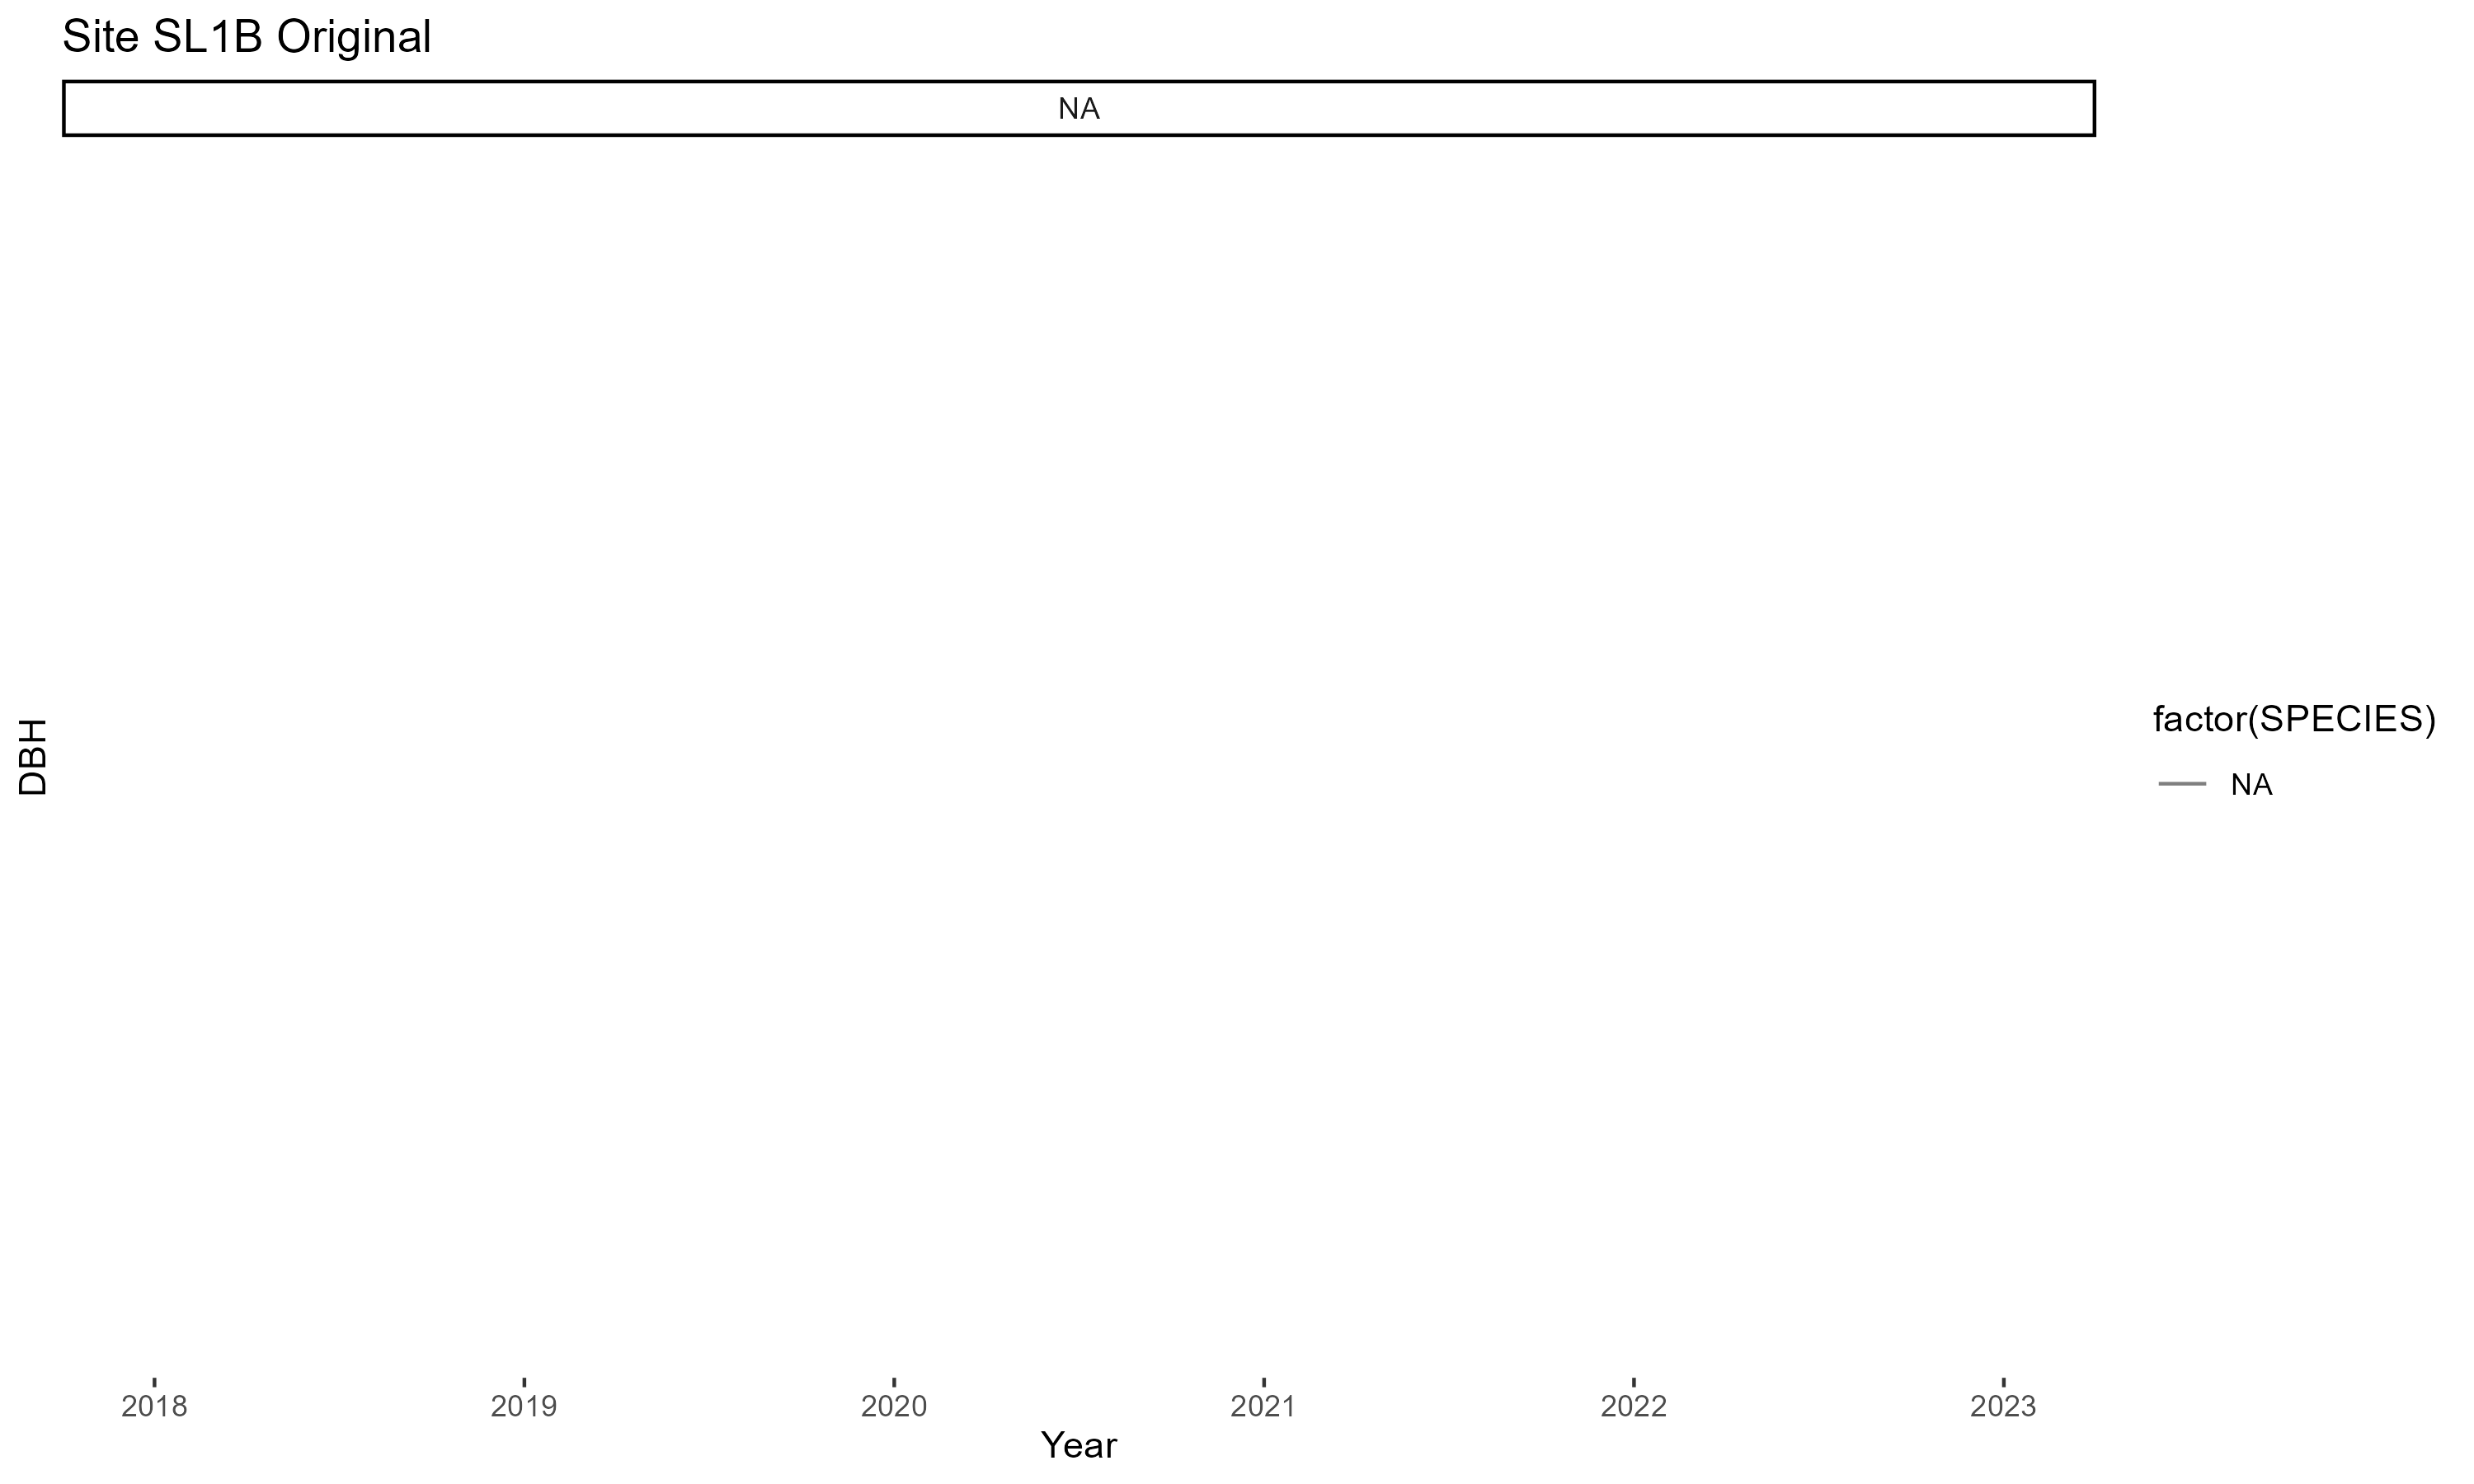 Site SL1B Original
NA
DBH
factor(SPECIES)
NA
2018 2019 2020 2021 2022 2023
Year